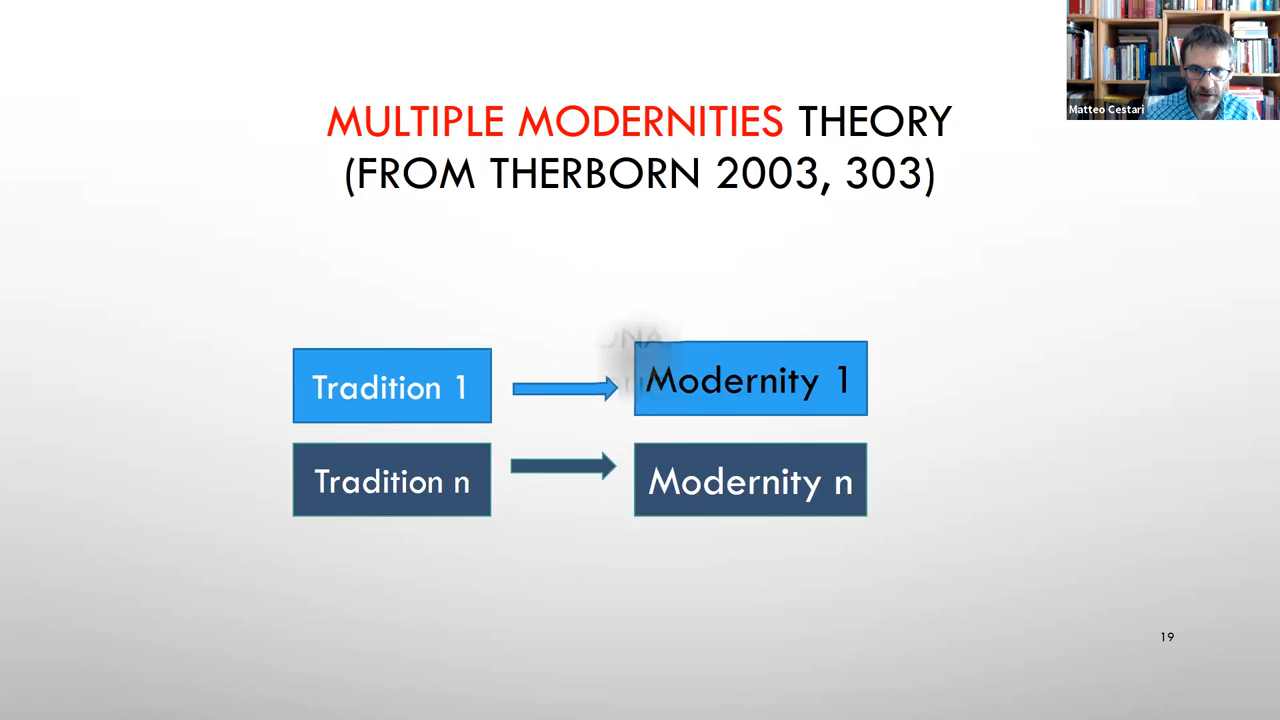 Matteo Cestari
MULTIPLE MODERNITIES THEORY
(FROM THERBORN 2003, 303)
Tradition 1
Modernity 1
Tradition n
Modernity n
19